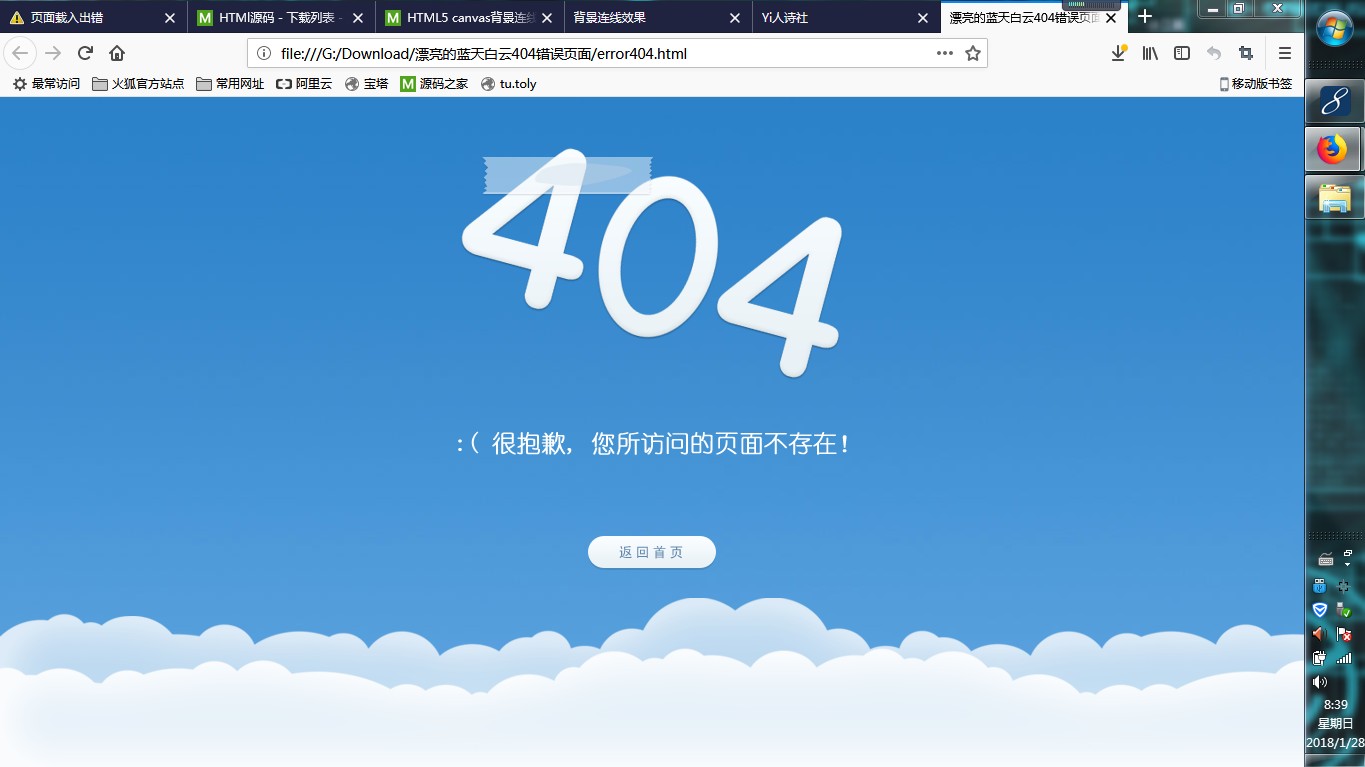 页面载入出错
HTMl源码 - 下载列表 -
HTML5 canvas背景连线
背景连线效果
Yi人诗社
漂亮的蓝天白云404错误页面
file:///G:/Download/漂亮的蓝天白云404错误页面/error404.html
最常访问
火狐官方站点
常用网址
阿里云
宝塔
M 源码之家
tu.toly
移动版书签
404
:( 很抱歉，您所访问的页面不存在！
返回首页
8:39
星期日
2018/1/28